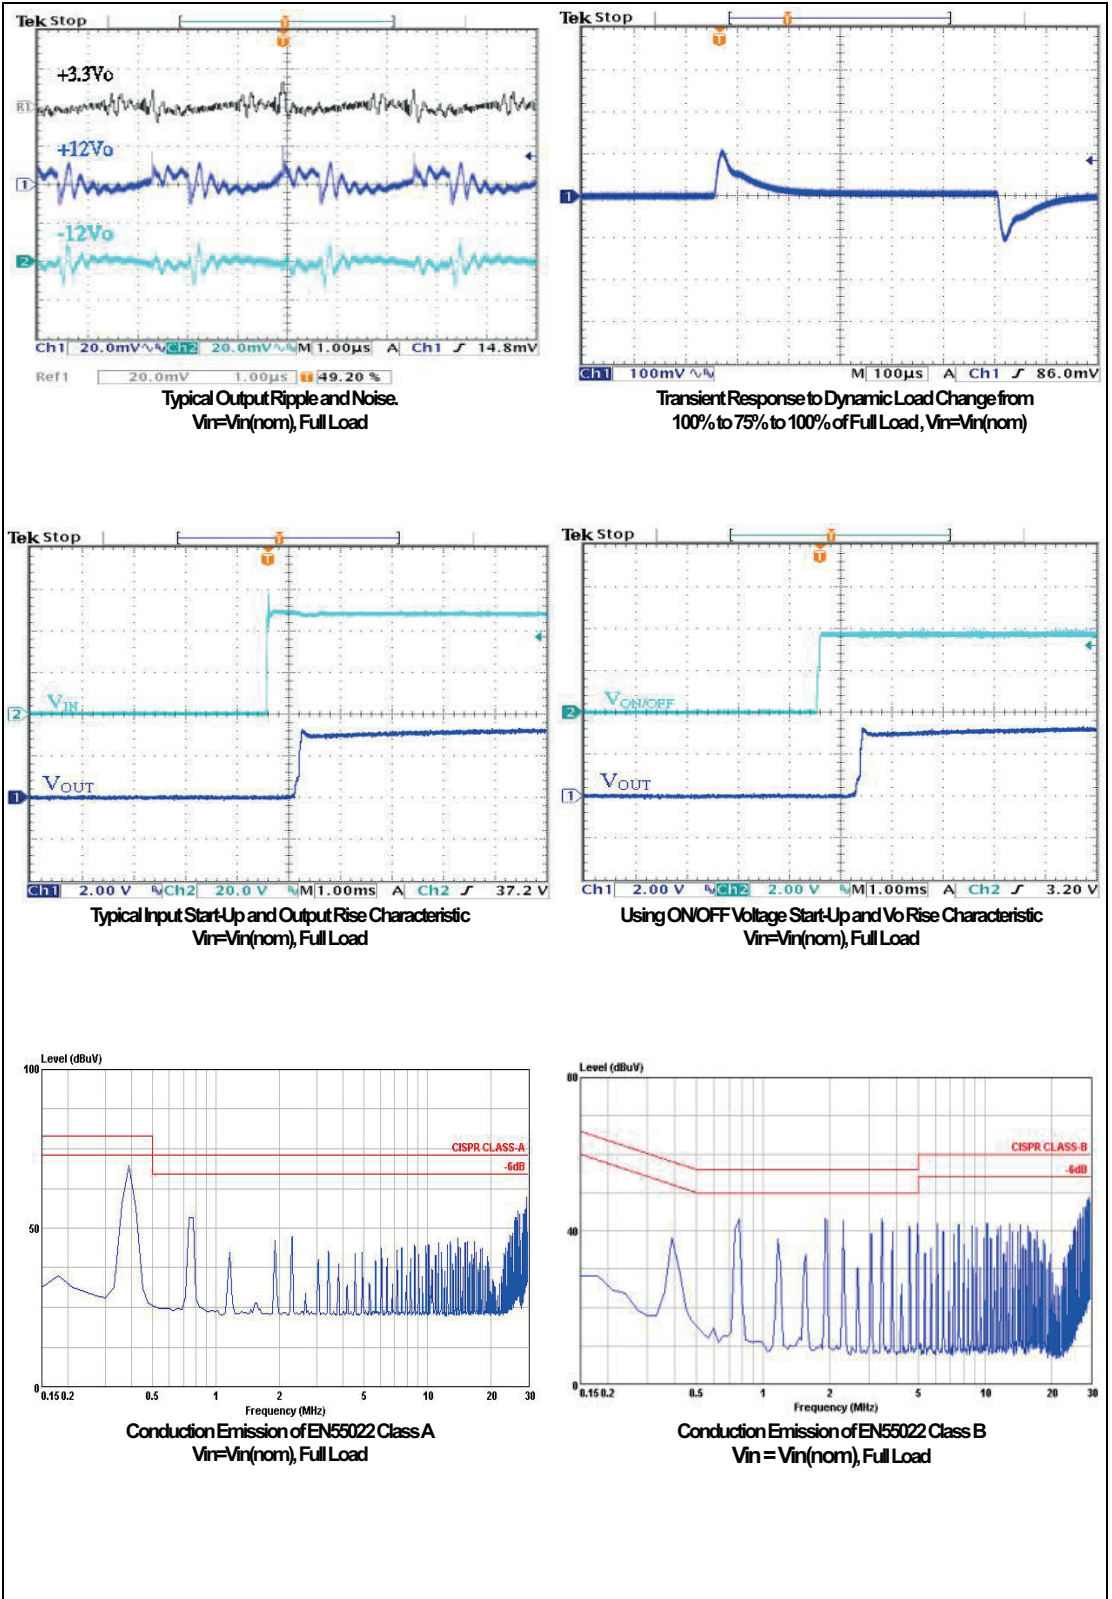 Tek Stop
T
T
+3.3Vo
R1
+12Vo
1
-12Vo
2
Ch1 20.0mV Ch2 20.0mV M 1.00µs A Ch1 14.8mV
Ref1 20.0mV 1.00µs T 49.20 %
Typical Output Ripple and Noise.
Vin=Vin(nom), Full Load
Tek Stop
T
T
1
Ch1 100mV M 100µs A Ch1 86.0mV
Transient Response to Dynamic Load Change from
100% to 75% to 100% of Full Load , Vin=Vin(nom)
Tek Stop
T
T
VIN
2
VOUT
1
Ch1 2.00 V Ch2 20.0 V M 1.00ms A Ch2 37.2 V
Typical Input Start-Up and Output Rise Characteristic
Vin=Vin(nom), Full Load
Tek Stop
T
T
VON/OFF
2
VOUT
1
Ch1 2.00 V Ch2 2.00 V M 1.00ms A Ch2 3.20 V
Using ON/OFF Voltage Start-Up and Vo Rise Characteristic
Vin=Vin(nom), Full Load
Level (dBuV)
100
CISPR CLASS-A
-6dB
50
0
0.15 0.2 0.5 1 2 5 10 20 30
Frequency (MHz)
Conduction Emission of EN55022 Class A
Vin=Vin(nom), Full Load
Level (dBuV)
80
CISPR CLASS-B
-6dB
40
0
0.15 0.2 0.5 1 2 5 10 20 30
Frequency (MHz)
Conduction Emission of EN55022 Class B
Vin = Vin(nom), Full Load